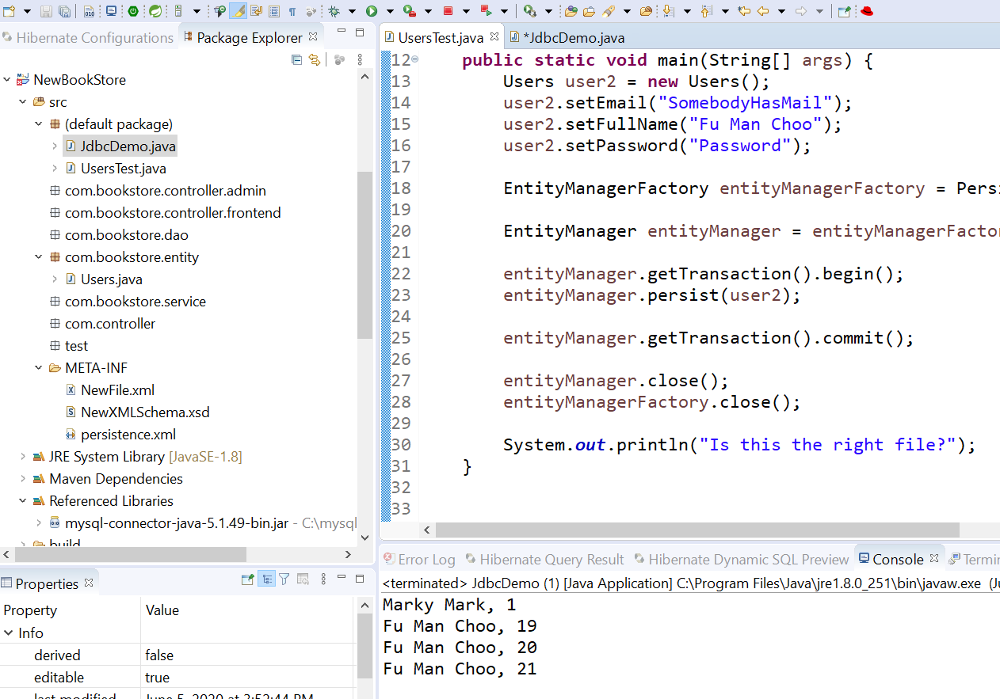 Hibernate Configurations
Package Explorer
NewBookStore
src
(default package)
JdbcDemo.java
UsersTest.java
com.bookstore.controller.admin
com.bookstore.controller.frontend
com.bookstore.dao
com.bookstore.entity
Users.java
com.bookstore.service
com.controller
test
META-INF
NewFile.xml
NewXMLSchema.xsd
persistence.xml
JRE System Library [JavaSE-1.8]
Maven Dependencies
Referenced Libraries
mysql-connector-java-5.1.49-bin.jar - C:\mysql
build
Properties
Property Value
Info
derived false
editable true
last modified June 5, 2020 at 2:52:44 PM
UsersTest.java *JdbcDemo.java
12 public static void main(String[] args) {
13 Users user2 = new Users();
14 user2.setEmail("SomebodyHasMail");
15 user2.setFullName("Fu Man Choo");
16 user2.setPassword("Password");
17
18 EntityManagerFactory entityManagerFactory = Persi
19
20 EntityManager entityManager = entityManagerFactor
21
22 entityManager.getTransaction().begin();
23 entityManager.persist(user2);
24
25 entityManager.getTransaction().commit();
26
27 entityManager.close();
28 entityManagerFactory.close();
29
30 System.out.println("Is this the right file?");
31 }
32
33
Error Log Hibernate Query Result Hibernate Dynamic SQL Preview Console Termi
<terminated> JdbcDemo (1) [Java Application] C:\Program Files\Java\jre1.8.0_251\bin\javaw.exe (Ju
Marky Mark, 1
Fu Man Choo, 19
Fu Man Choo, 20
Fu Man Choo, 21